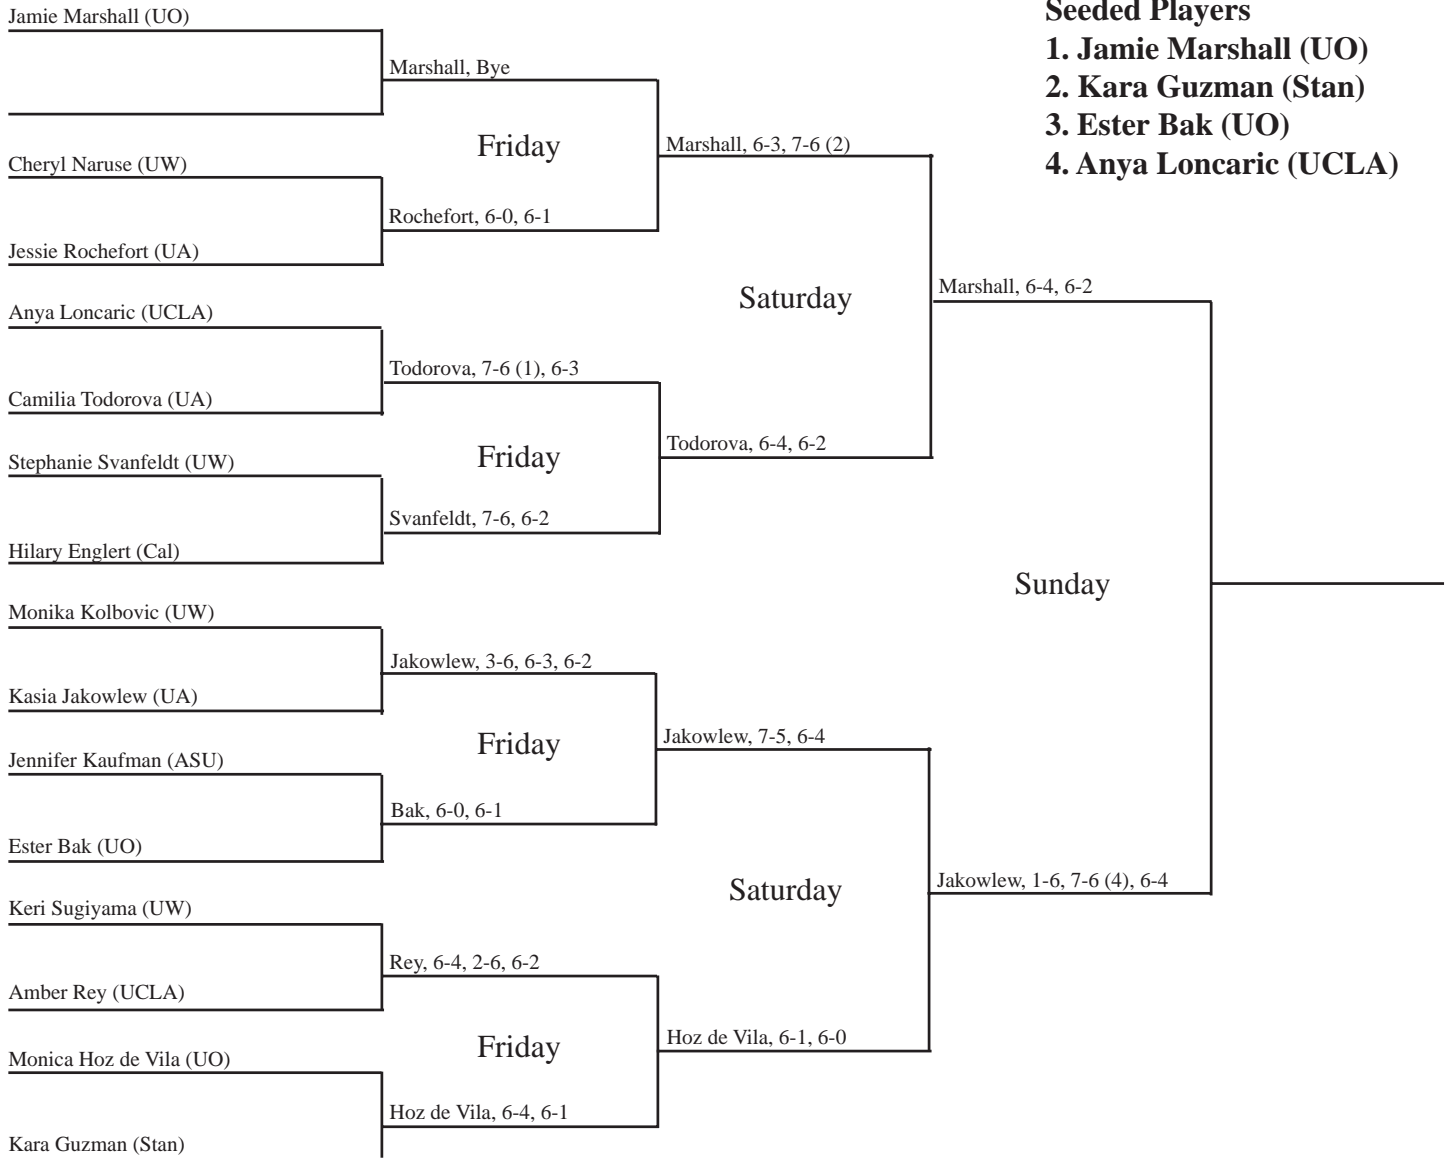 Jamie Marshall (UO)
Seeded Players
1. Jamie Marshall (UO)
2. Kara Guzman (Stan)
3. Ester Bak (UO)
4. Anya Loncaric (UCLA)
Marshall, Bye
Friday
Marshall, 6-3, 7-6 (2)
Cheryl Naruse (UW)
Rochefort, 6-0, 6-1
Jessie Rochefort (UA)
Saturday
Marshall, 6-4, 6-2
Anya Loncaric (UCLA)
Todorova, 7-6 (1), 6-3
Camilia Todorova (UA)
Friday
Todorova, 6-4, 6-2
Stephanie Svanfeldt (UW)
Svanfeldt, 7-6, 6-2
Hilary Englert (Cal)
Sunday
Monika Kolbovic (UW)
Jakowlew, 3-6, 6-3, 6-2
Kasia Jakowlew (UA)
Friday
Jakowlew, 7-5, 6-4
Jennifer Kaufman (ASU)
Bak, 6-0, 6-1
Ester Bak (UO)
Saturday
Jakowlew, 1-6, 7-6 (4), 6-4
Keri Sugiyama (UW)
Rey, 6-4, 2-6, 6-2
Amber Rey (UCLA)
Friday
Hoz de Vila, 6-1, 6-0
Monica Hoz de Vila (UO)
Hoz de Vila, 6-4, 6-1
Kara Guzman (Stan)